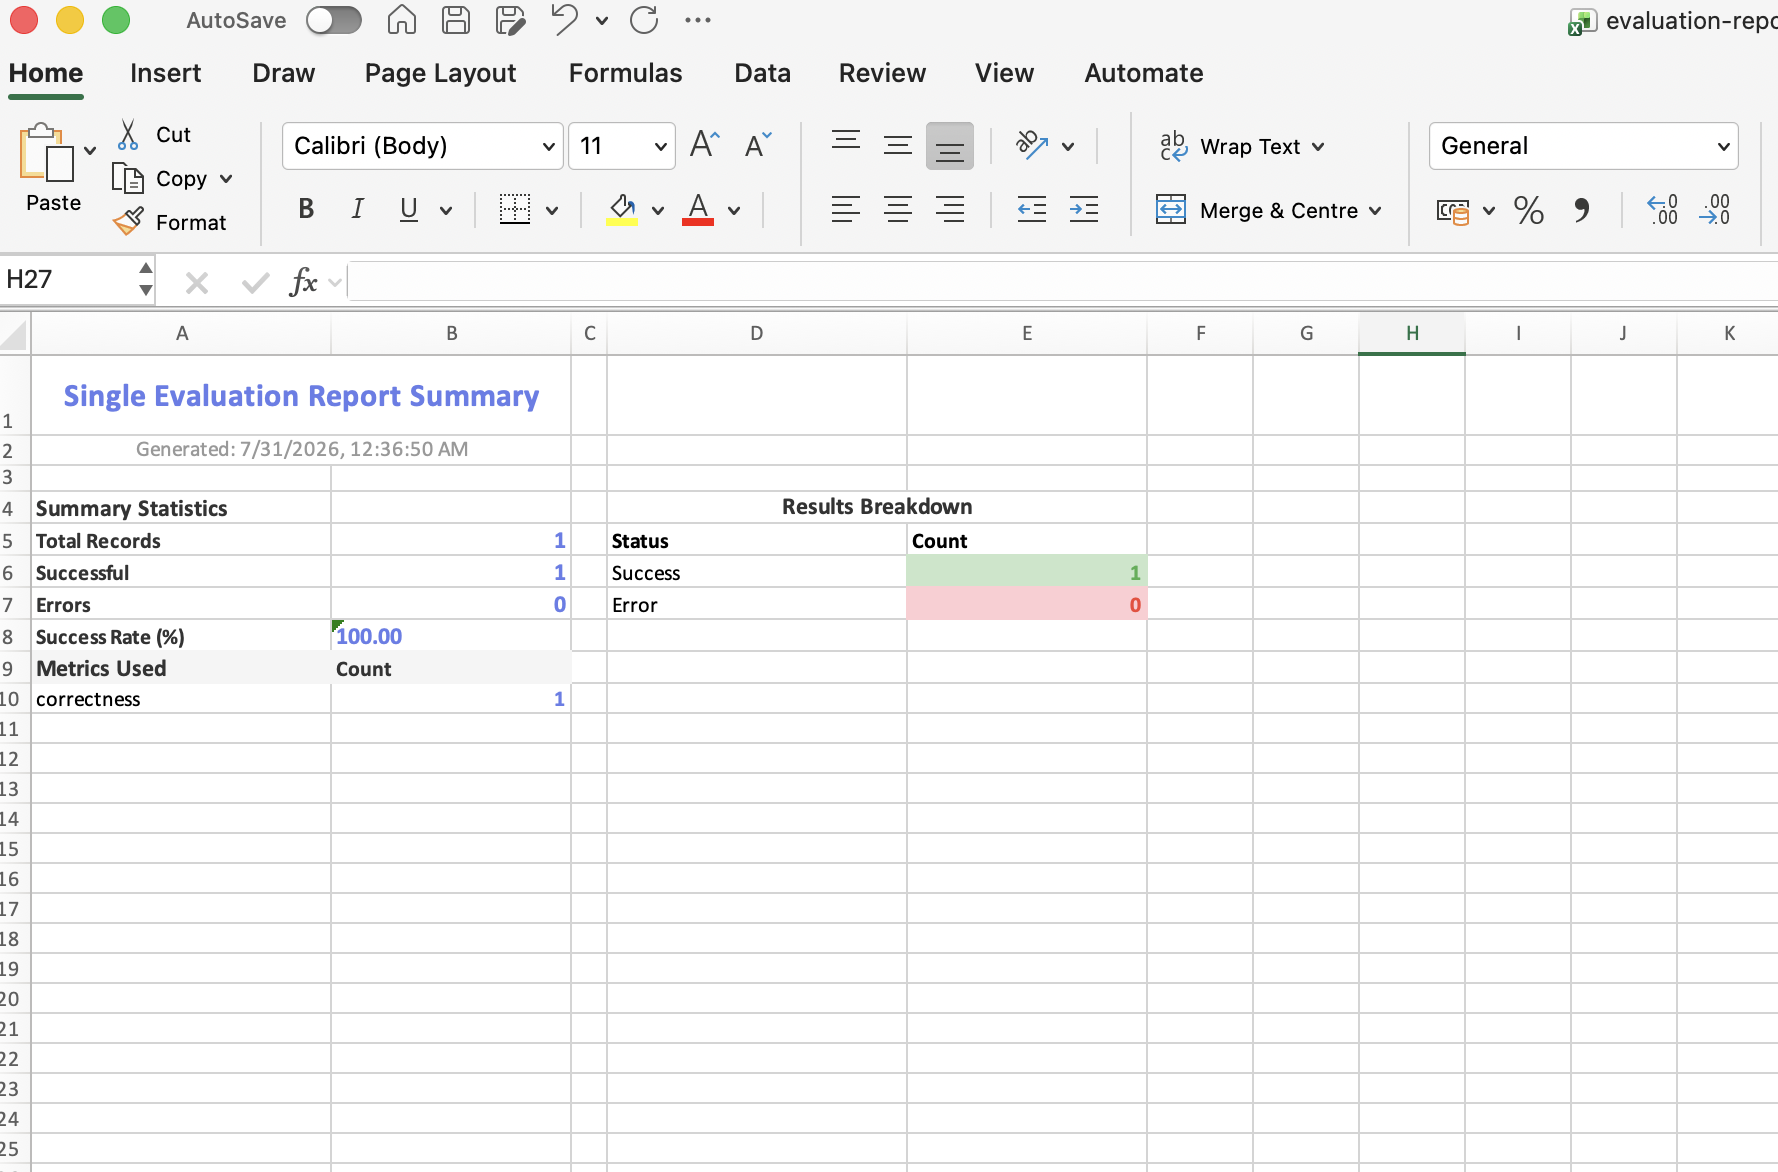 AutoSave
evaluation-repo
Home Insert Draw Page Layout Formulas Data Review View Automate
Paste
Cut
Copy
Format
Calibri (Body) 11
B I U A
Wrap Text
Merge & Centre
General
H27 fx
A B C D E F G H I J K
1 Single Evaluation Report Summary
2 Generated: 7/31/2026, 12:36:50 AM
3
4 Summary Statistics Results Breakdown
5 Total Records 1 Status Count
6 Successful 1 Success 1
7 Errors 0 Error 0
8 Success Rate (%) 100.00
9 Metrics Used Count
10 correctness 1
11
12
13
14
15
16
17
18
19
20
21
22
23
24
25